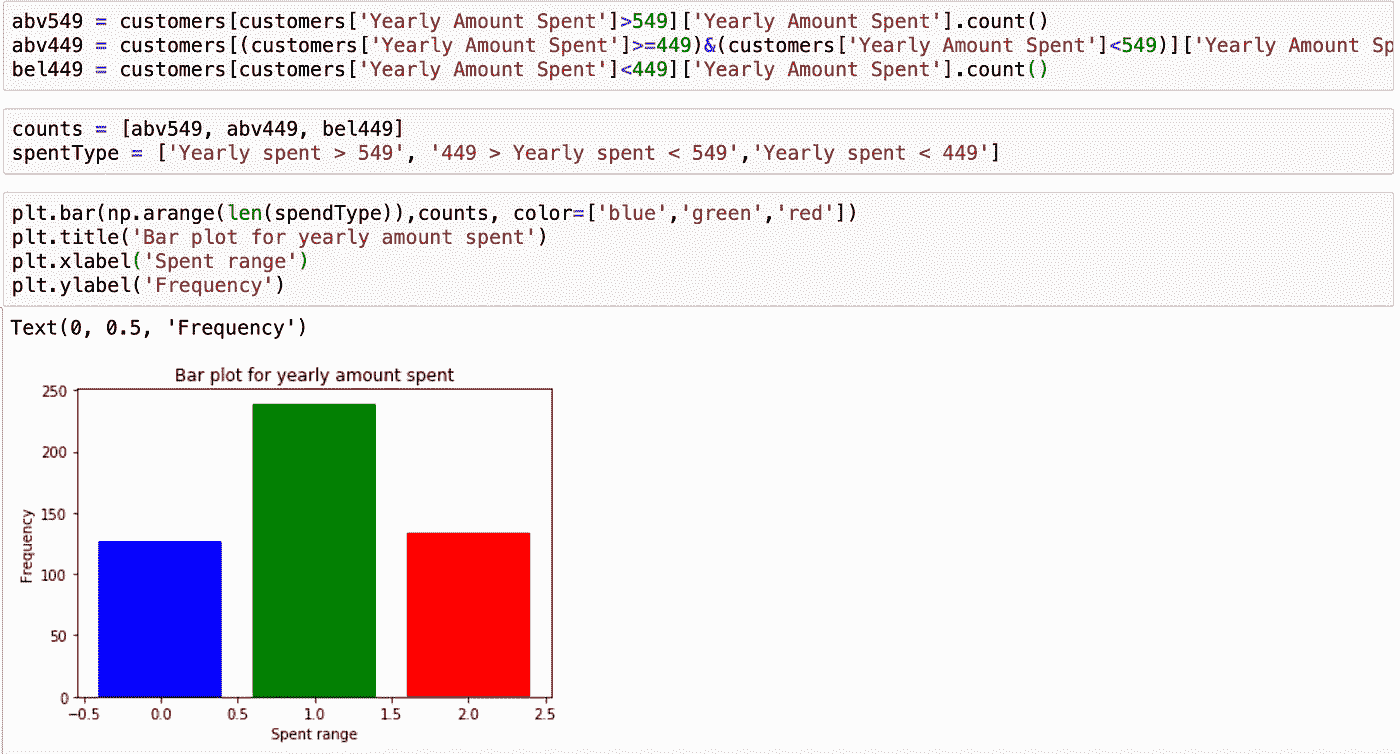 abv549 = customers[customers['Yearly Amount Spent']>549]['Yearly Amount Spent'].count()
abv449 = customers[(customers['Yearly Amount Spent']>=449)&(customers['Yearly Amount Spent']<549)]['Yearly Amount Sp
bel449 = customers[customers['Yearly Amount Spent']<449]['Yearly Amount Spent'].count()
counts = [abv549, abv449, bel449]
spentType = ['Yearly spent > 549', '449 > Yearly spent < 549','Yearly spent < 449']
plt.bar(np.arange(len(spendType)),counts, color=['blue','green','red'])
plt.title('Bar plot for yearly amount spent')
plt.xlabel('Spent range')
plt.ylabel('Frequency')
Text(0, 0.5, 'Frequency')
Bar plot for yearly amount spent
250
200
150
100
50
0
Frequency
−0.5 0.0 0.5 1.0 1.5 2.0 2.5
Spent range